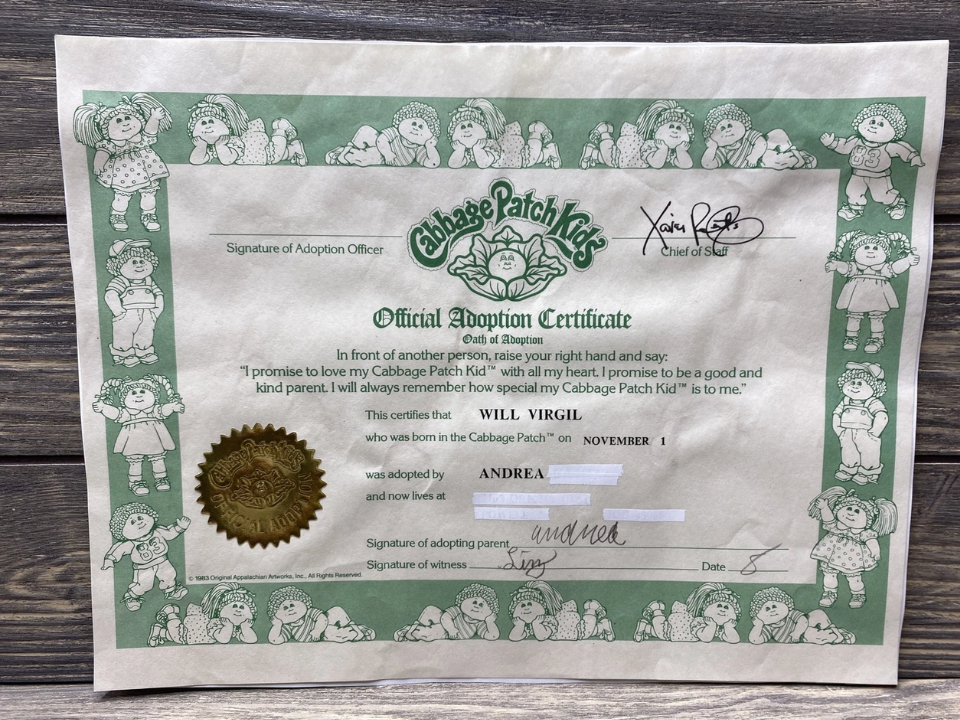 Cabbage Patch Kids
Signature of Adoption Officer
Chief of Staff
Official Adoption Certificate
Oath of Adoption
In front of another person, raise your right hand and say:
"I promise to love my Cabbage Patch Kid™ with all my heart. I promise to be a good and
kind parent. I will always remember how special my Cabbage Patch Kid™ is to me."
This certifies that WILL VIRGIL
who was born in the Cabbage Patch™ on NOVEMBER 1
was adopted by ANDREA
and now lives at
Signature of adopting parent andrea
Signature of witness Date 8
© 1983 Original Appalachian Artworks, Inc., All Rights Reserved.
83
83